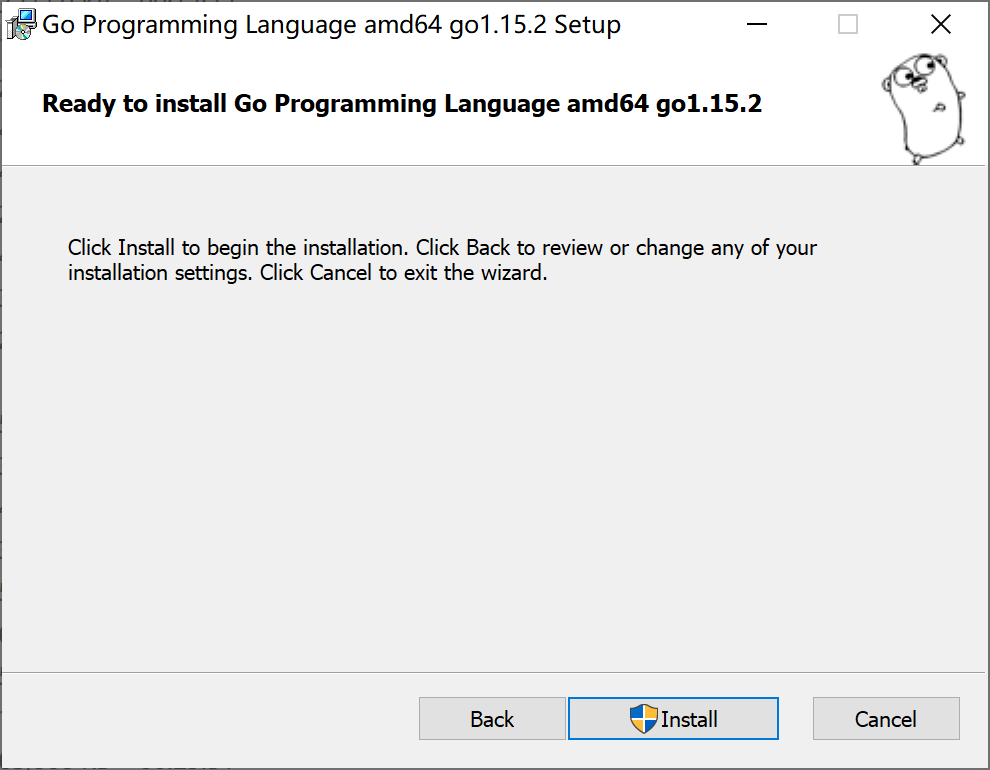 Go Programming Language amd64 go1.15.2 Setup
Ready to install Go Programming Language amd64 go1.15.2
Click Install to begin the installation. Click Back to review or change any of your
installation settings. Click Cancel to exit the wizard.
Back
Install
Cancel